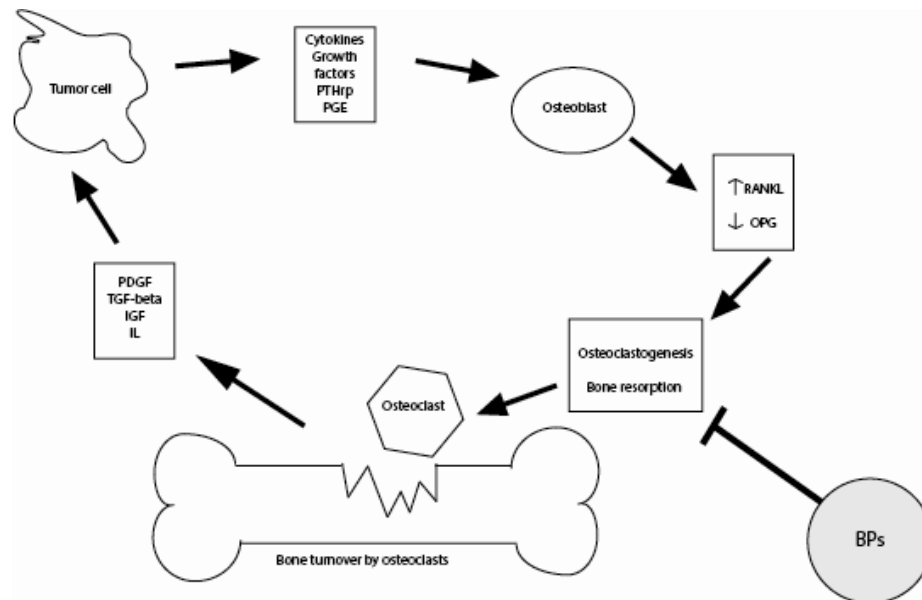 Tumor cell
Cytokines
Growth
factors
PTHrp
PGE
Osteoblast
↑ RANKL
↓ OPG
Osteoclastogenesis
Bone resorption
BPs
Osteoclast
Bone turnover by osteoclasts
PDGF
TGF-beta
IGF
IL